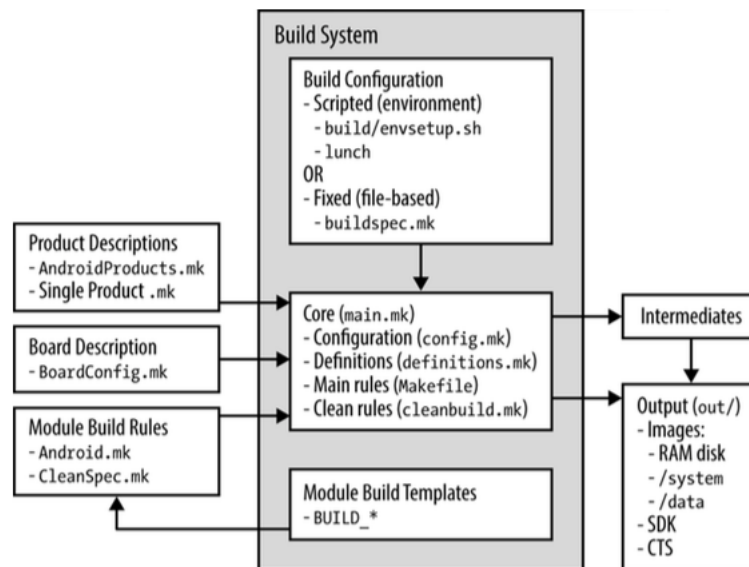 Build System
Build Configuration
- Scripted (environment)
- build/envsetup.sh
- lunch
OR
- Fixed (file-based)
- buildspec.mk
Product Descriptions
- AndroidProducts.mk
- Single Product .mk
Board Description
- BoardConfig.mk
Module Build Rules
- Android.mk
- CleanSpec.mk
Core (main.mk)
- Configuration (config.mk)
- Definitions (definitions.mk)
- Main rules (Makefile)
- Clean rules (cleanbuild.mk)
Module Build Templates
- BUILD_*
Intermediates
Output (out/)
- Images:
- RAM disk
- /system
- /data
- SDK
- CTS